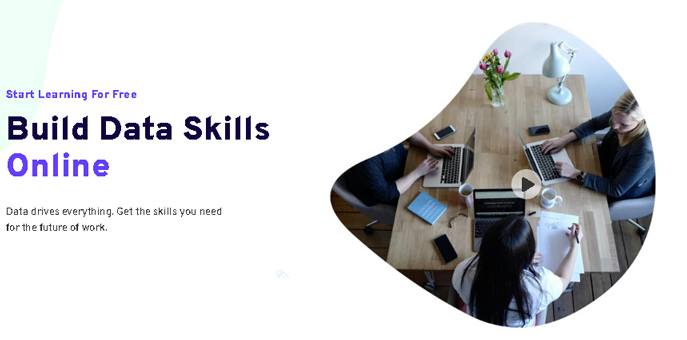 Start Learning For Free
Build Data Skills
Online
Data drives everything. Get the skills you need
for the future of work.